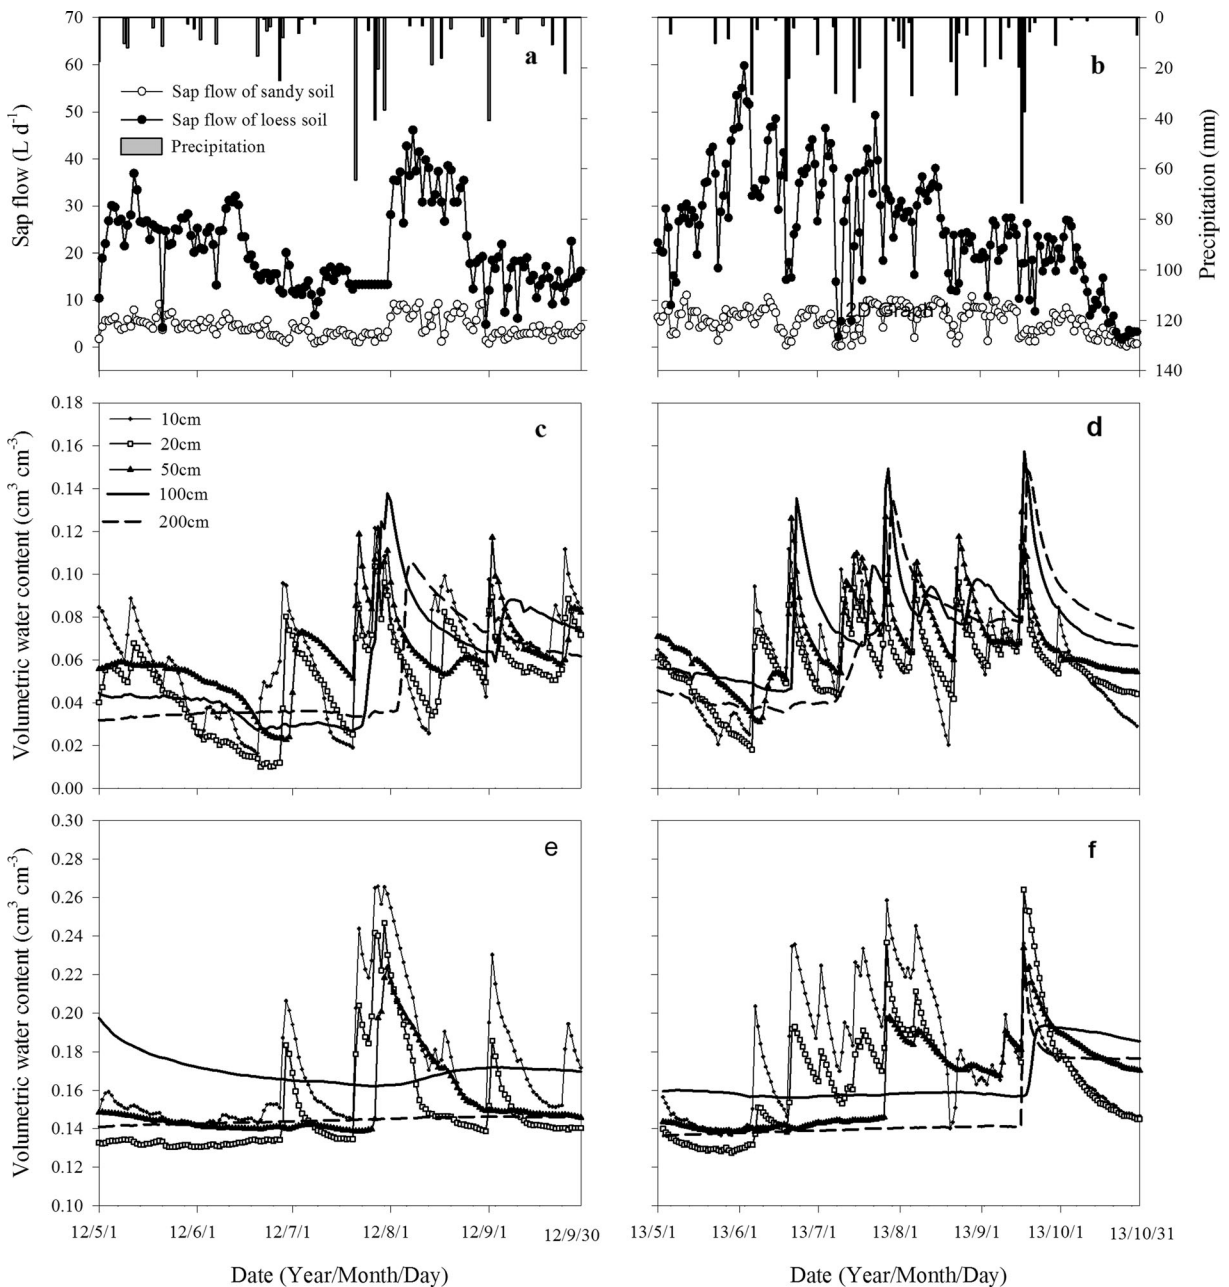 70
60
50
40
30
20
10
0
Sap flow (L d-1)
a
Sap flow of sandy soil
Sap flow of loess soil
Precipitation
b
2D Graph 1
0
20
40
60
80
100
120
140
Precipitation (mm)
0.18
0.16
0.14
0.12
0.10
0.08
0.06
0.04
0.02
0.00
Volumetric water content (cm3 cm-3)
c
10cm
20cm
50cm
100cm
200cm
d
0.30
0.28
0.26
0.24
0.22
0.20
0.18
0.16
0.14
0.12
0.10
Volumetric water content (cm3 cm-3)
e
f
12/5/1 12/6/1 12/7/1 12/8/1 12/9/1 12/9/30
13/5/1 13/6/1 13/7/1 13/8/1 13/9/1 13/10/1 13/10/31
Date (Year/Month/Day)
Date (Year/Month/Day)